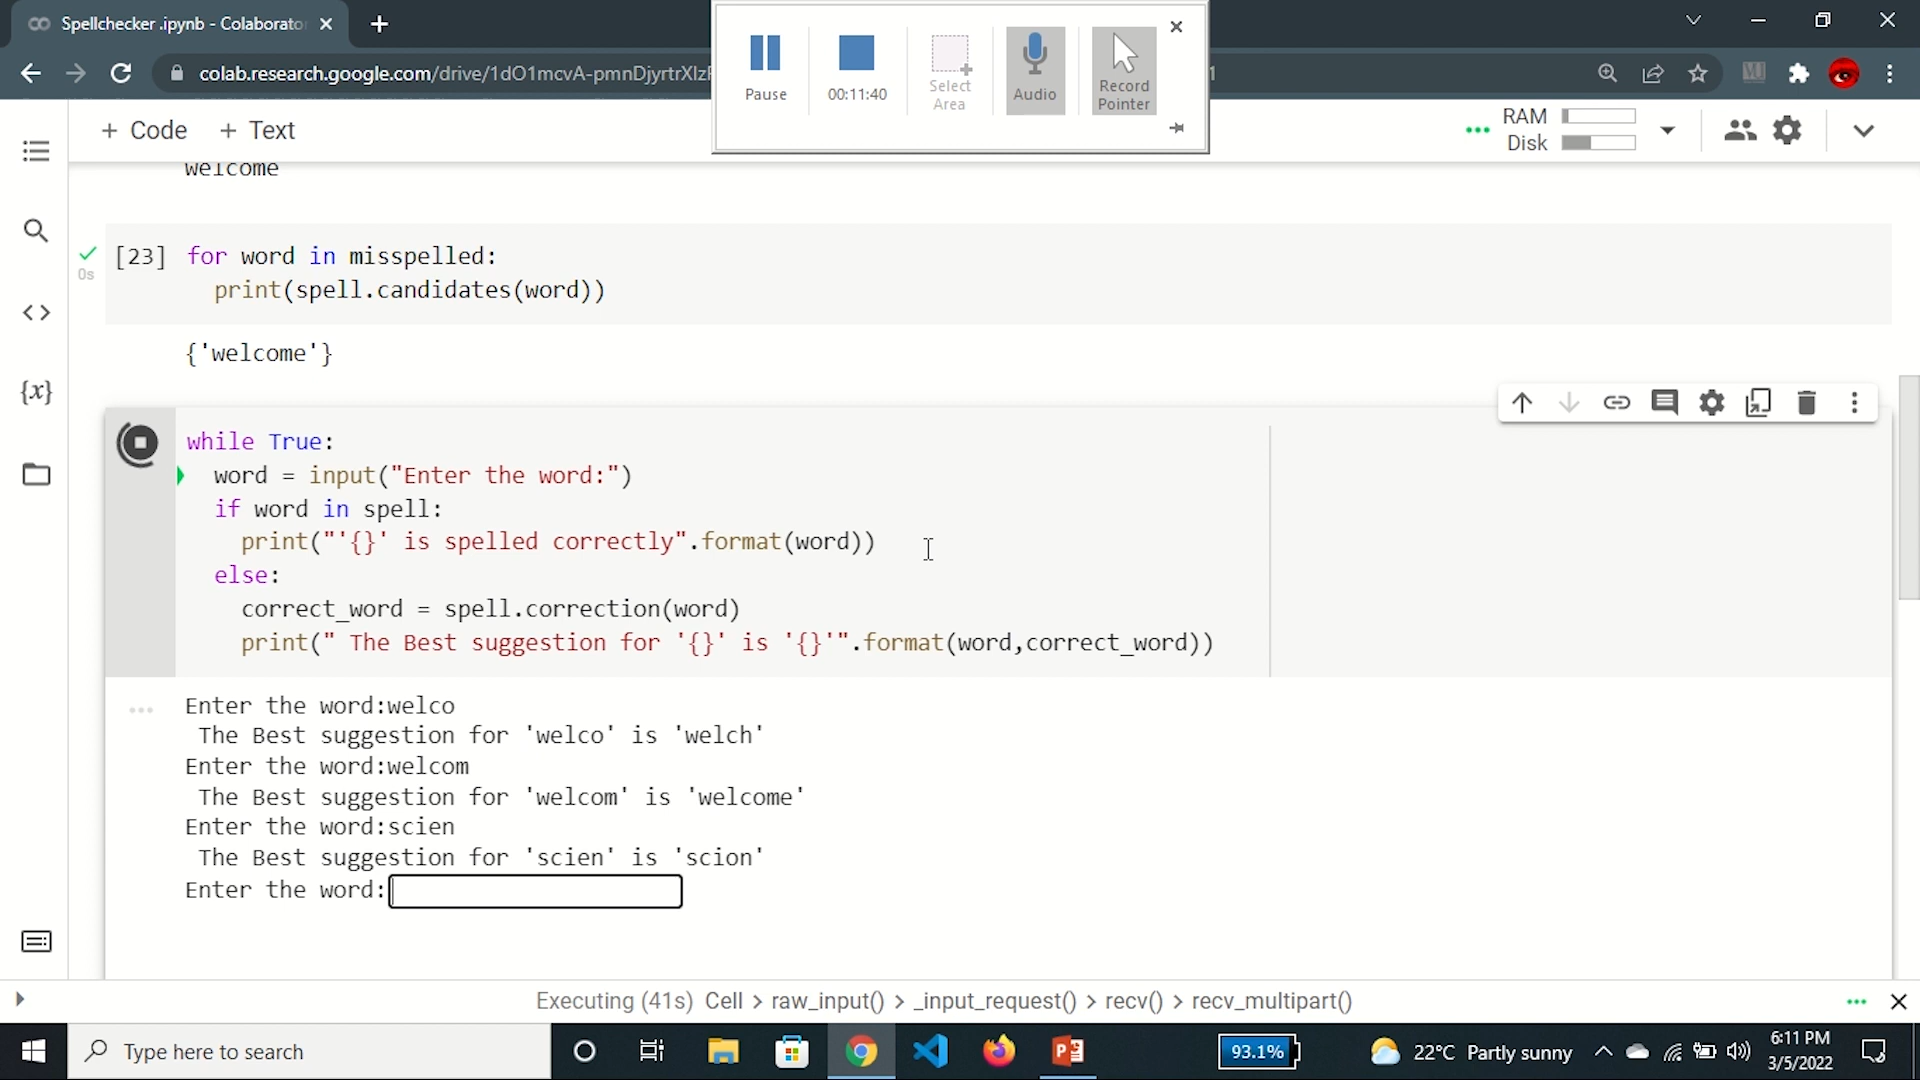 Spellchecker .ipynb - Colaborato
colab.research.google.com/drive/1dO1mcvA-pmnDjyrtrXIzF
Pause
00:11:40
Select
Area
Audio
Record
Pointer
+ Code + Text
RAM
Disk
welcome
0s
[23] for word in misspelled:
print(spell.candidates(word))
{'welcome'}
{x}
while True:
word = input("Enter the word:")
if word in spell:
print("'{}' is spelled correctly".format(word))
else:
correct_word = spell.correction(word)
print(" The Best suggestion for '{}' is '{}'".format(word,correct_word))
Enter the word:welco
The Best suggestion for 'welco' is 'welch'
Enter the word:welcom
The Best suggestion for 'welcom' is 'welcome'
Enter the word:scien
The Best suggestion for 'scien' is 'scion'
Enter the word:
Executing (41s) Cell > raw_input() > _input_request() > recv() > recv_multipart()
Type here to search
93.1%
22°C Partly sunny
6:11 PM
3/5/2022